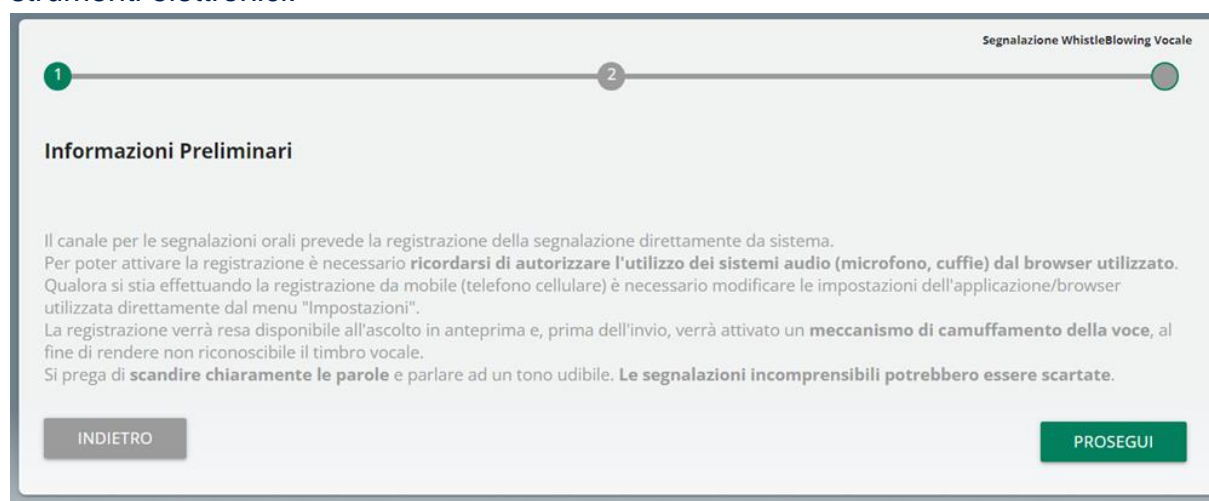 Segnalazione WhistleBlowing Vocale
1 2
Informazioni Preliminari
Il canale per le segnalazioni orali prevede la registrazione della segnalazione direttamente da sistema.
Per poter attivare la registrazione è necessario ricordarsi di autorizzare l'utilizzo dei sistemi audio (microfono, cuffie) dal browser utilizzato.
Qualora si stia effettuando la registrazione da mobile (telefono cellulare) è necessario modificare le impostazioni dell'applicazione/browser
utilizzata direttamente dal menu "Impostazioni".
La registrazione verrà resa disponibile all'ascolto in anteprima e, prima dell'invio, verrà attivato un meccanismo di camuffamento della voce, al
fine di rendere non riconoscibile il timbro vocale.
Si prega di scandire chiaramente le parole e parlare ad un tono udibile. Le segnalazioni incomprensibili potrebbero essere scartate.
INDIETRO PROSEGUI